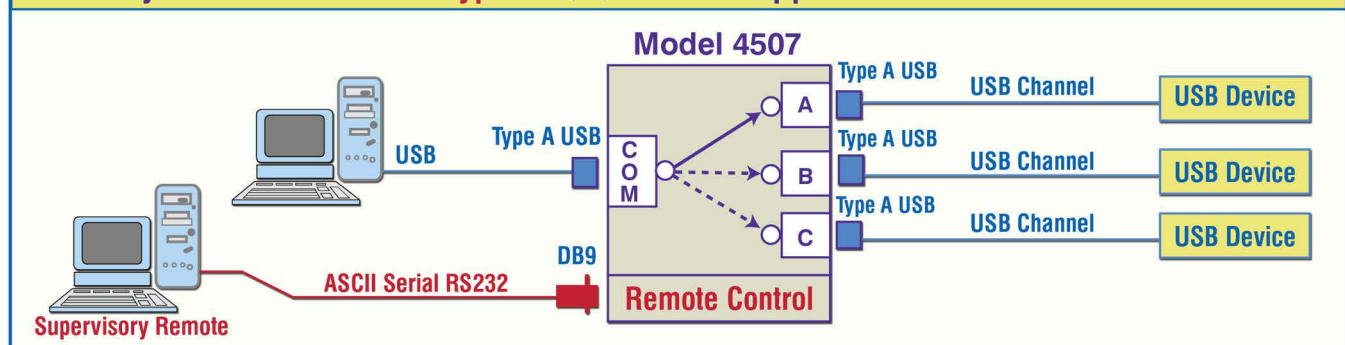 Model 4507
Type A USB
USB Channel
USB Device
A
Type A USB
USB
COM
Type A USB
USB Channel
USB Device
B
Type A USB
USB Channel
USB Device
C
DB9
ASCII Serial RS232
Remote Control
Supervisory Remote